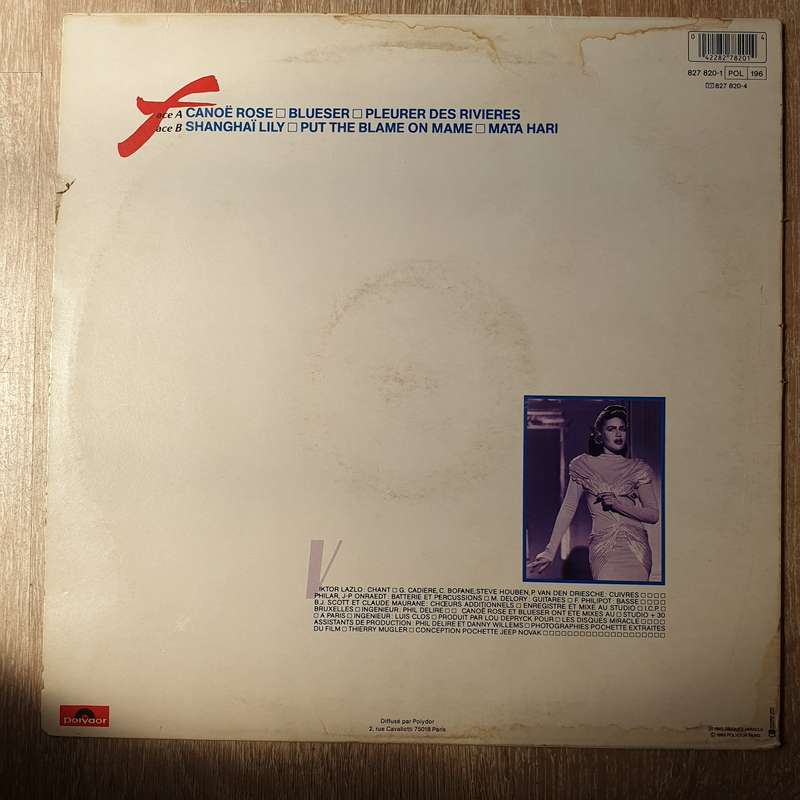 0 42282 78201 4
827 820-1 POL 196
827 820-4
face A CANOË ROSE □ BLUESER □ PLEURER DES RIVIERES
face B SHANGHAÏ LILY □ PUT THE BLAME ON MAME □ MATA HARI
VIKTOR LAZLO : CHANT □ G. CADIERE, C. BOFANE, STEVE HOUBEN, P. VAN DEN DRIESCHE : CUIVRES □□□□
PHILAR, J-P ONRAEDT : BATTERIE ET PERCUSSIONS □ M. DELORY : GUITARES □ F. PHILIPOT : BASSE □□□□
B.J. SCOTT ET CLAUDE MAURANE : CHŒURS ADDITIONNELS □ ENREGISTRE ET MIXE AU STUDIO □ I.C.P □
BRUXELLES □ INGENIEUR : PHIL DELIRE □□ CANOË ROSE ET BLUESER ONT ETE MIXES AU □ STUDIO + 30
□ A PARIS □ INGENIEUR : LUIS CLOS □ PRODUIT PAR LOU DEPRYCK POUR □ LES DISQUES MIRACLE □□□
ASSISTANTS DE PRODUCTION : PHIL DELIRE ET DANNY WILLEMS □ PHOTOGRAPHIES POCHETTE EXTRAITES
DU FILM □ THIERRY MUGLER □ CONCEPTION POCHETTE JEEP NOVAK □□□□□□□□□□□□□□□□□□□□
Polydor
Diffusé par Polydor
2, rue Cavallotti 75018 Paris
DISQUES MIRACLE
POLYDOR PARIS